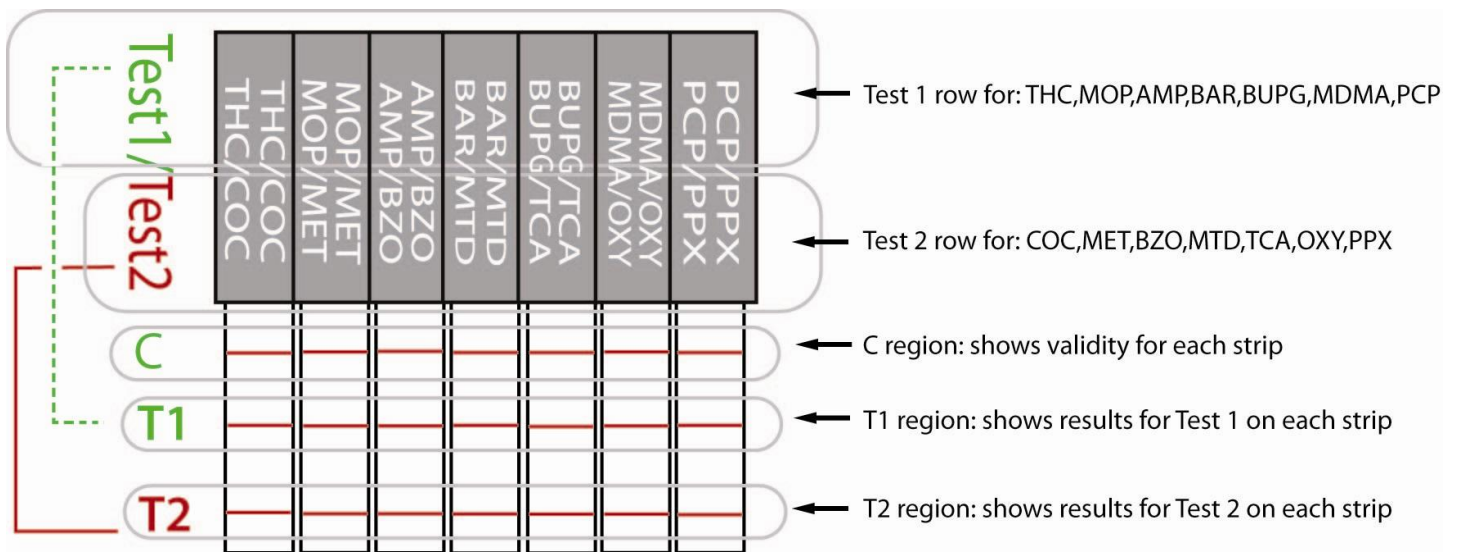 Test1/Test2
THC/COC
THC/COC
MOP/MET
MOP/MET
AMP/BZO
AMP/BZO
BAR/MTD
BAR/MTD
BUPG/TCA
BUPG/TCA
MDMA/OXY
MDMA/OXY
PCP/PPX
PCP/PPX
Test 1 row for: THC,MOP,AMP,BAR,BUPG,MDMA,PCP
Test 2 row for: COC,MET,BZO,MTD,TCA,OXY,PPX
C
C region: shows validity for each strip
T1
T1 region: shows results for Test 1 on each strip
T2
T2 region: shows results for Test 2 on each strip